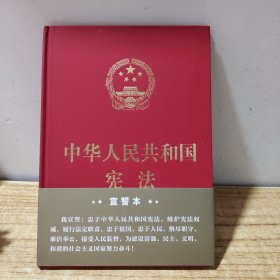 中华人民共和国
宪法
宣誓本
我宣誓：忠于中华人民共和国宪法，维护宪法权
威，履行法定职责，忠于祖国、忠于人民，恪尽职守、
廉洁奉公，接受人民监督，为建设富强、民主、文明、
和谐的社会主义国家努力奋斗！